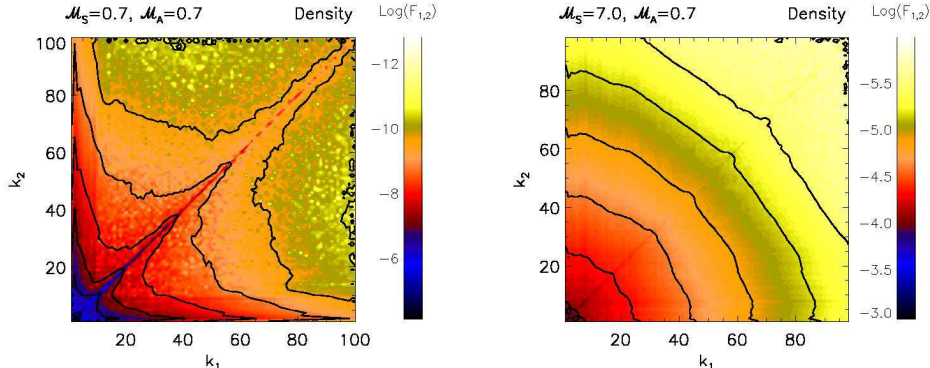 𝓜S=0.7, 𝓜A=0.7 Density Log(F1,2)
100
80
60
40
20
k2
20 40 60 80 100
k1
−12
−10
−8
−6
𝓜S=7.0, 𝓜A=0.7 Density Log(F1,2)
80
60
40
20
k2
20 40 60 80
k1
−5.5
−5.0
−4.5
−4.0
−3.5
−3.0